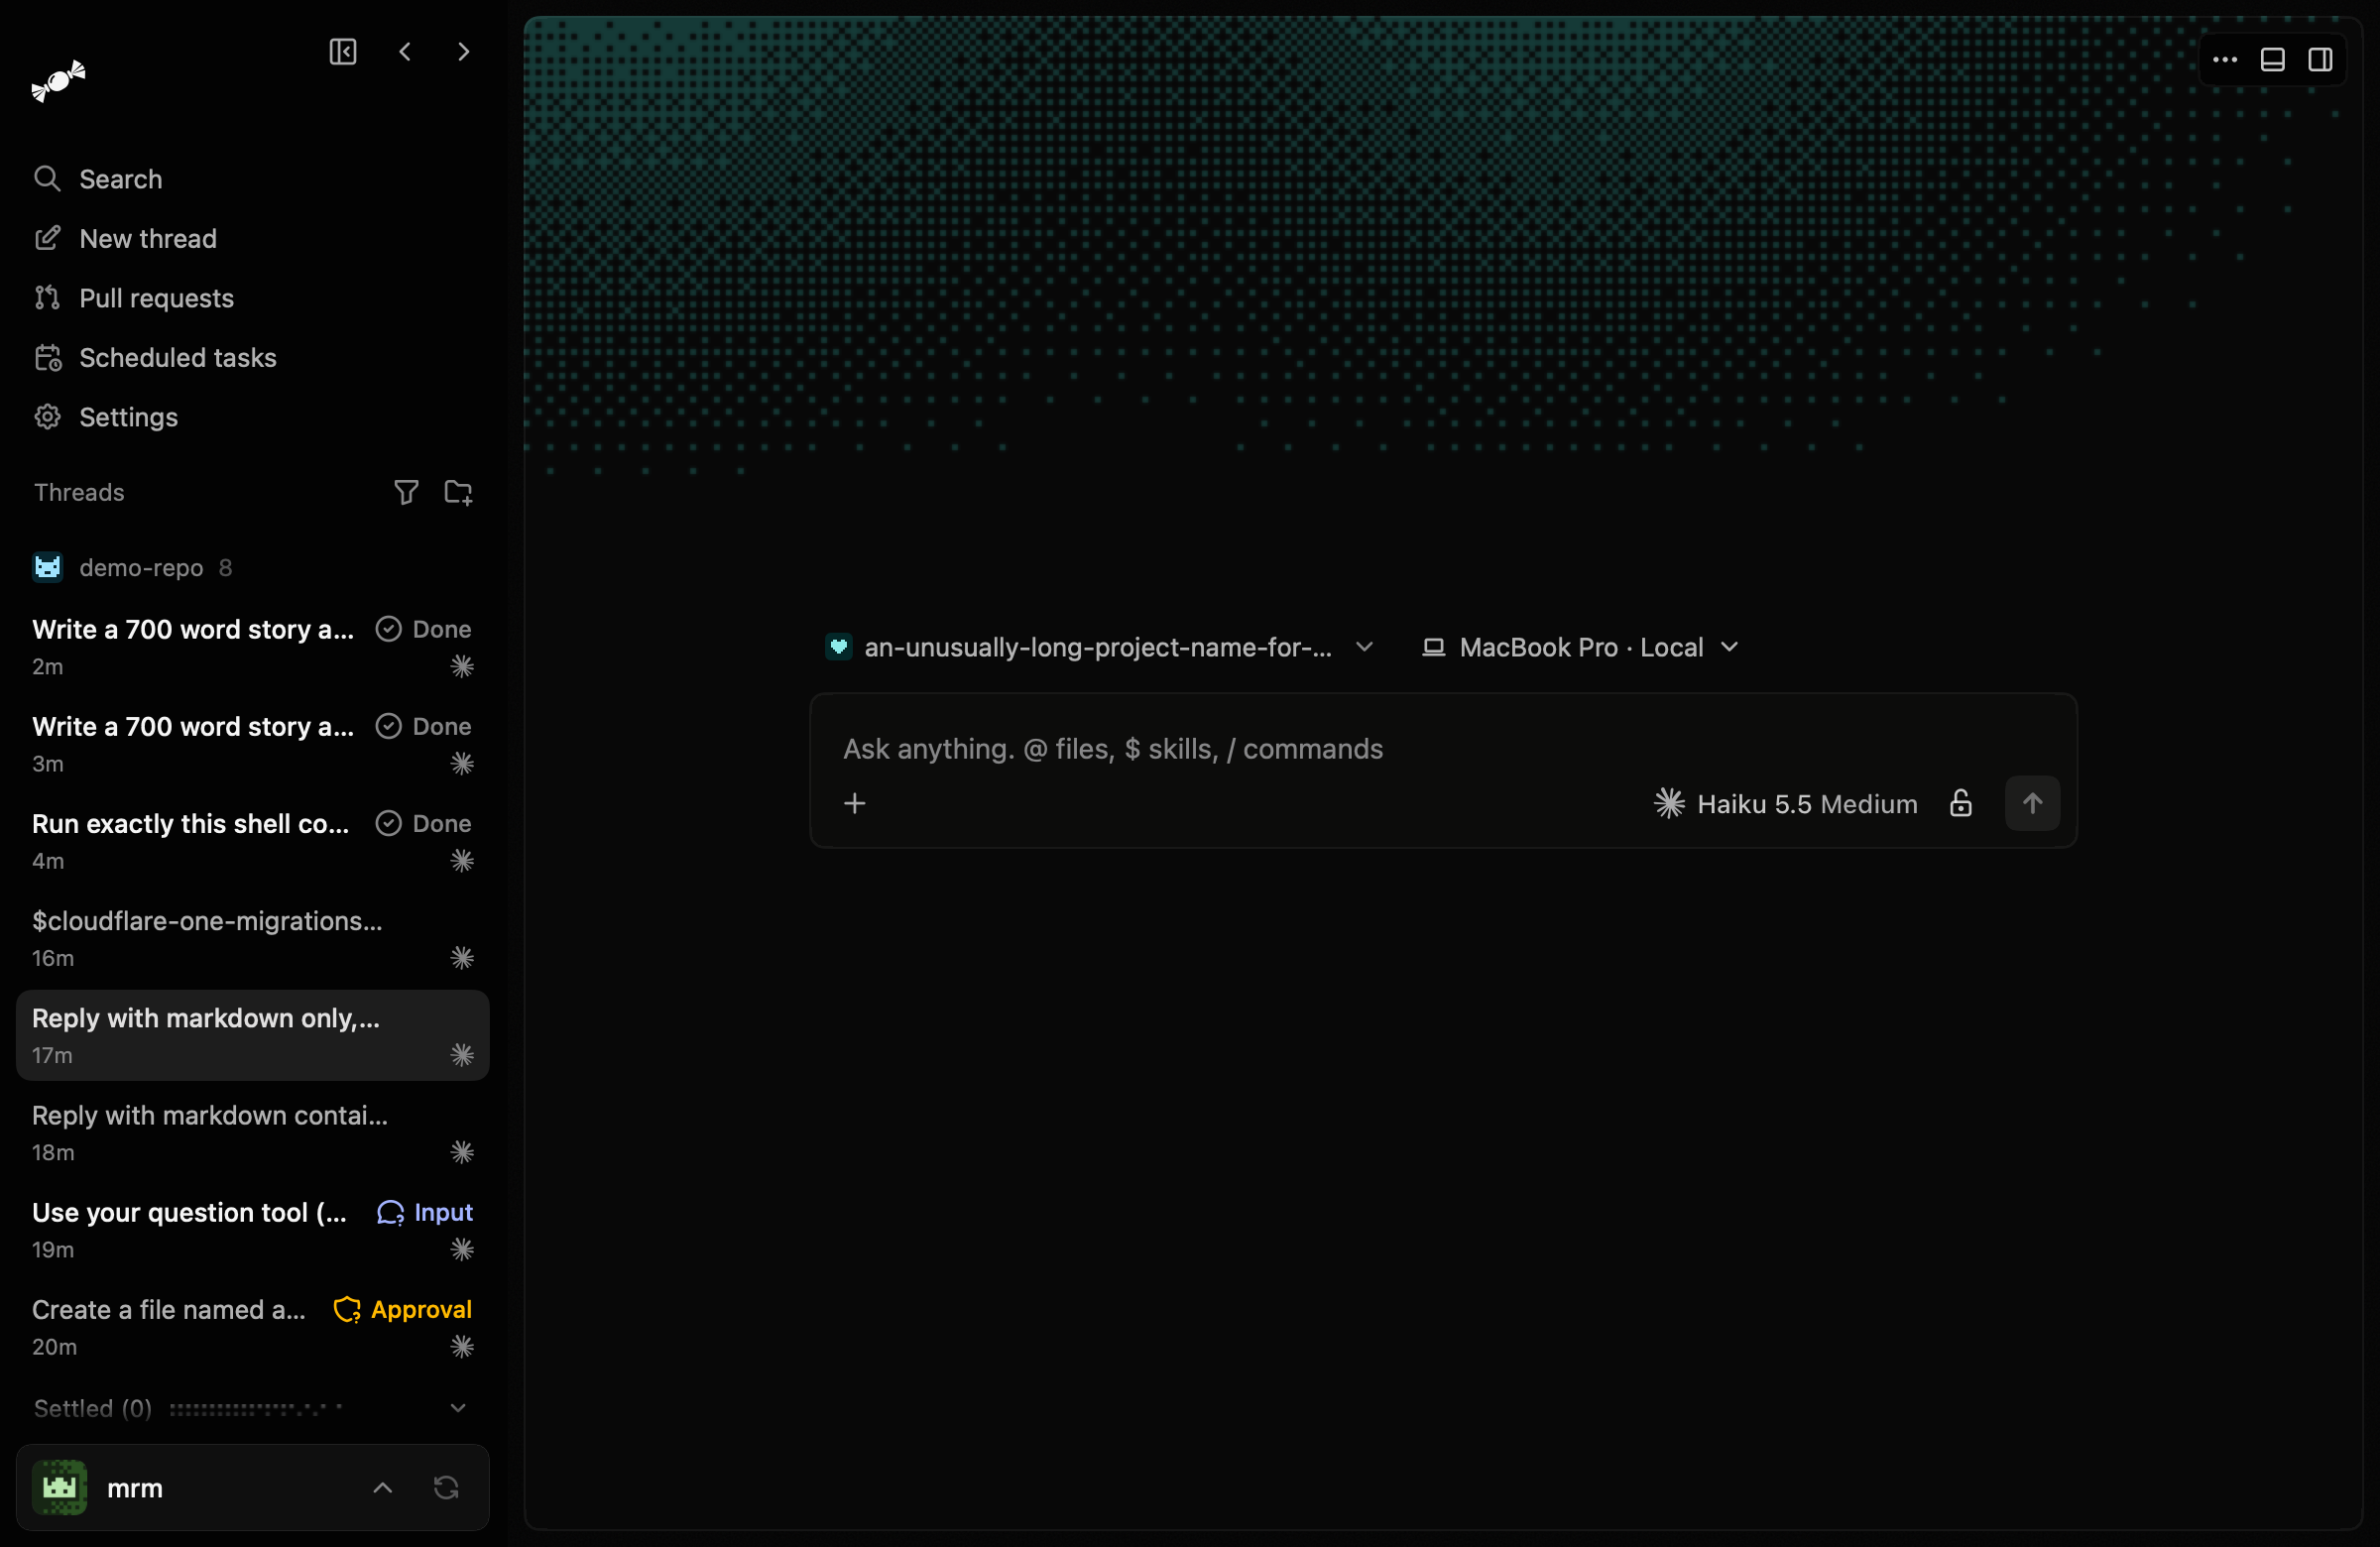 Search
New thread
Pull requests
Scheduled tasks
Settings
Threads
demo-repo 8
Write a 700 word story a... Done
2m
Write a 700 word story a... Done
3m
Run exactly this shell co... Done
4m
$cloudflare-one-migrations...
16m
Reply with markdown only,...
17m
Reply with markdown contai...
18m
Use your question tool (... Input
19m
Create a file named a... Approval
20m
Settled (0)
mrm
an-unusually-long-project-name-for-... MacBook Pro · Local
Ask anything. @ files, $ skills, / commands
Haiku 5.5 Medium